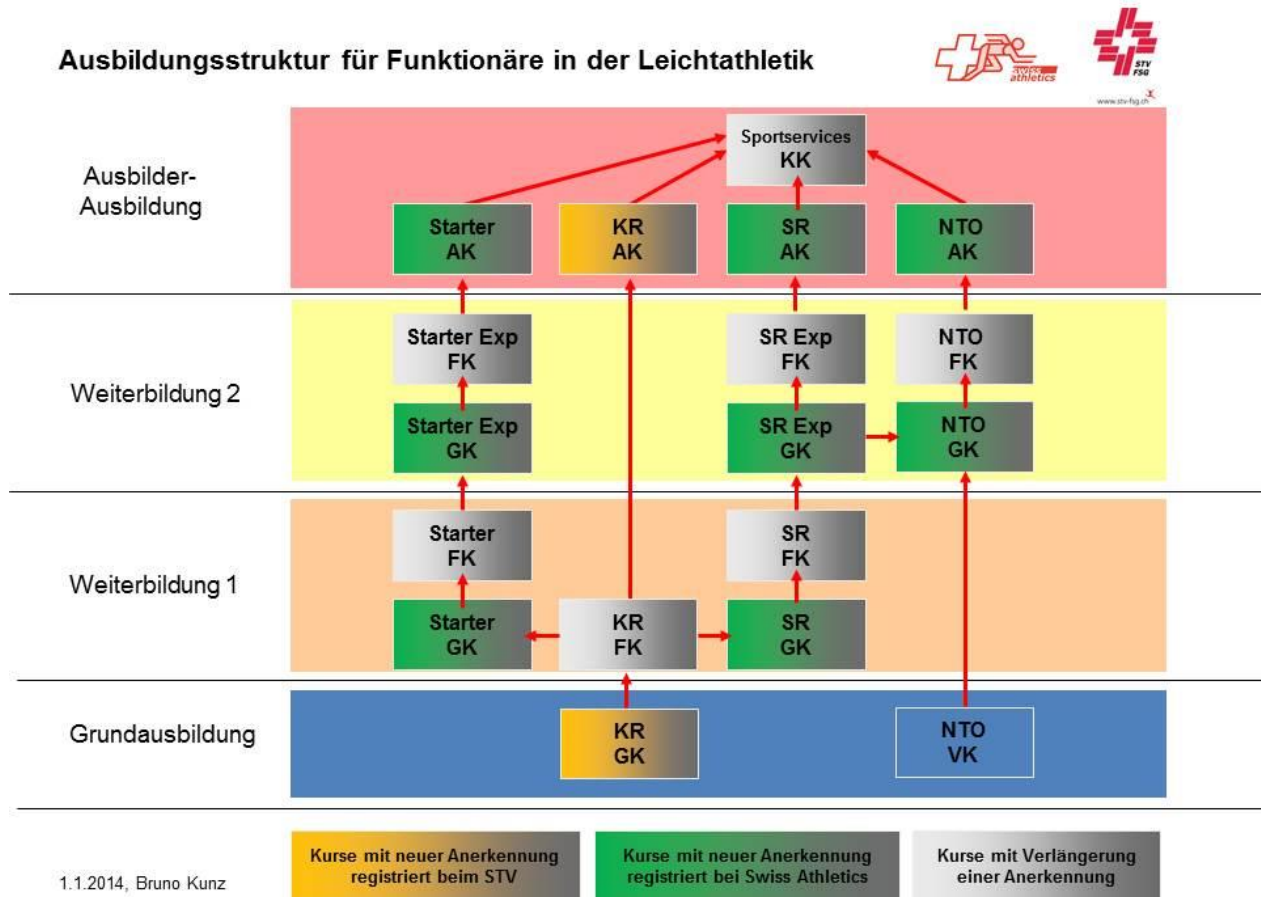 Ausbildungsstruktur für Funktionäre in der Leichtathletik
swiss
athletics
STV
FSG
www.stv-fsg.ch
Ausbilder-
Ausbildung
Sportservices
KK
Starter
AK
KR
AK
SR
AK
NTO
AK
Weiterbildung 2
Starter Exp
FK
SR Exp
FK
NTO
FK
Starter Exp
GK
SR Exp
GK
NTO
GK
Weiterbildung 1
Starter
FK
SR
FK
Starter
GK
KR
FK
SR
GK
Grundausbildung
KR
GK
NTO
VK
1.1.2014, Bruno Kunz
Kurse mit neuer Anerkennung
registriert beim STV
Kurse mit neuer Anerkennung
registriert bei Swiss Athletics
Kurse mit Verlängerung
einer Anerkennung